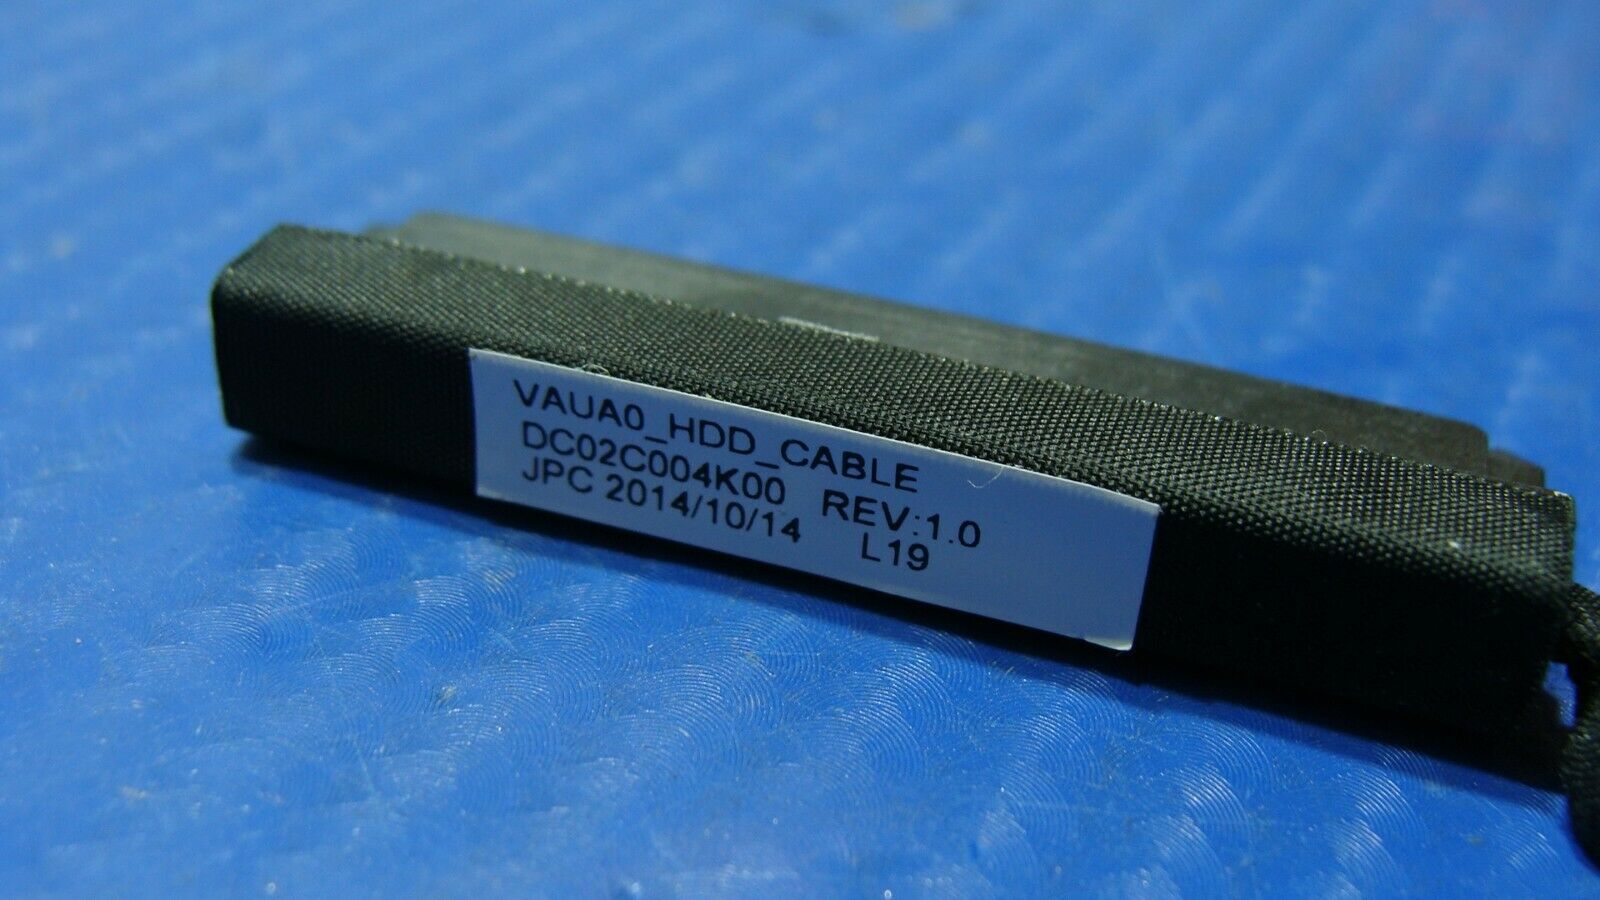 VAUA0_HDD_CABLE
DC02C004K00 REV:1.0
JPC 2014/10/14 L19